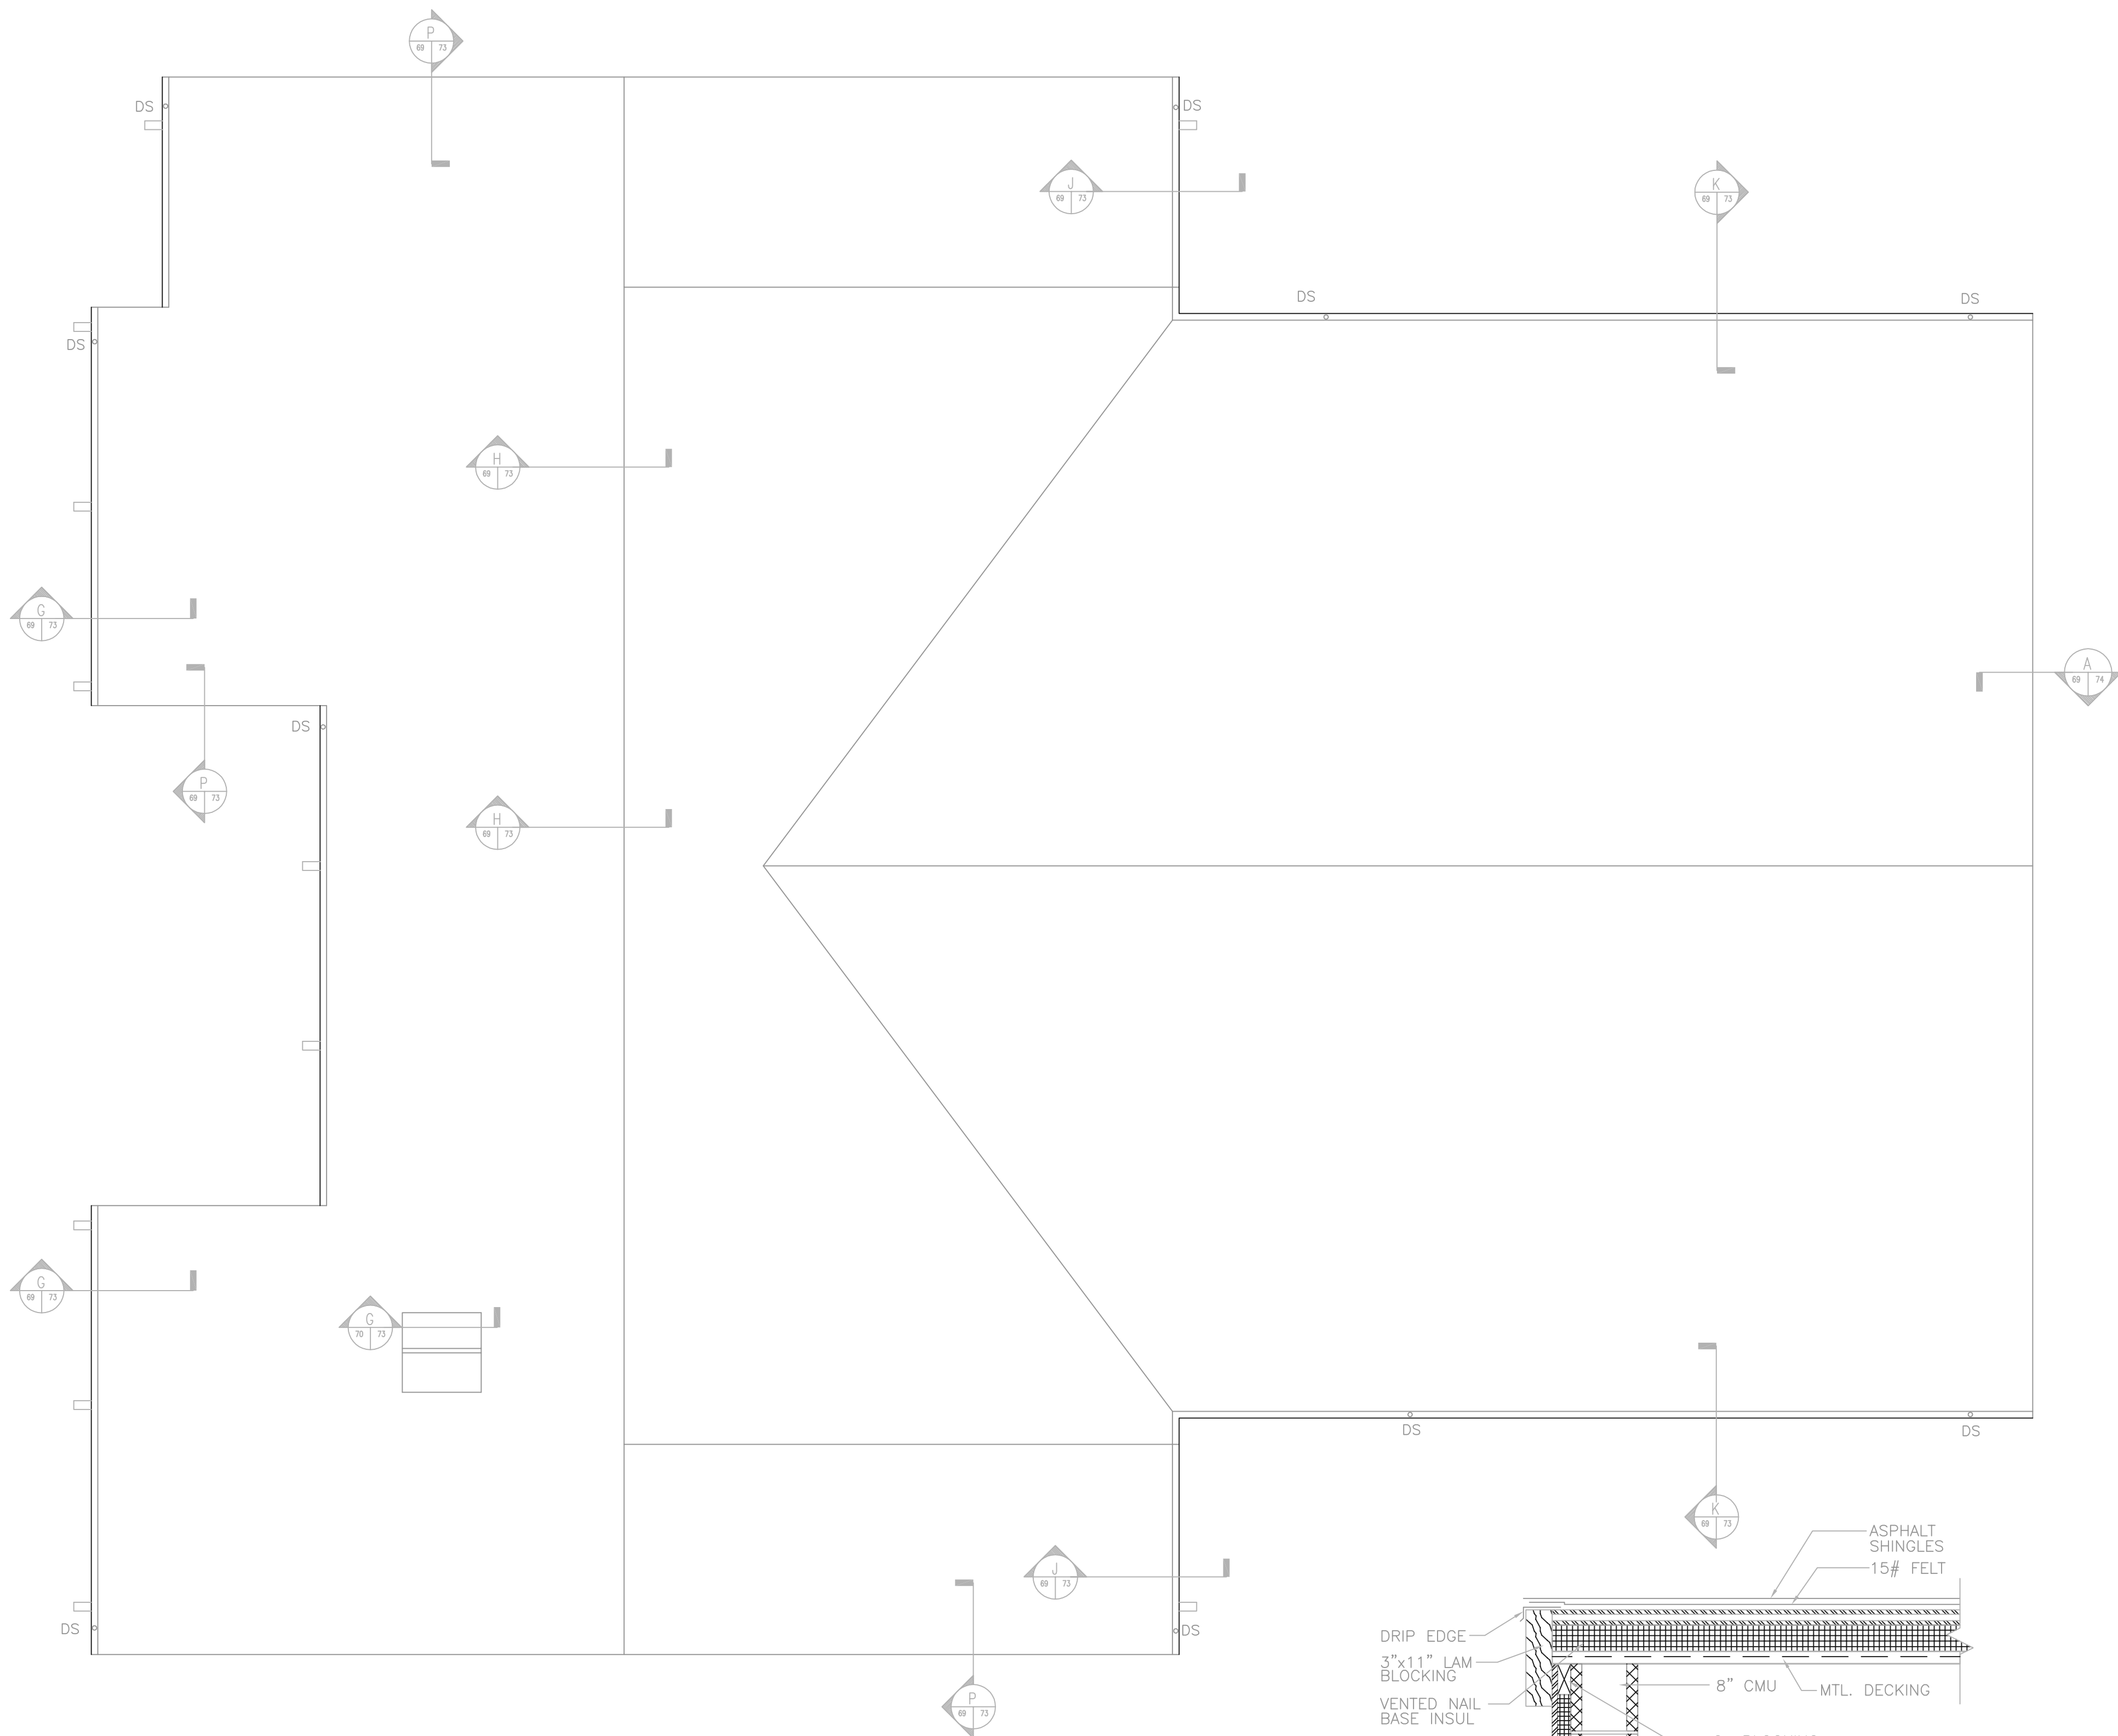 P
69 73
DS
DS
J
69 73
K
69 73
DS
DS
DS
H
69 73
G
69 73
A
69 74
DS
P
69 73
H
69 73
G
69 73
G
70 73
DS
DS
K
69 73
ASPHALT
SHINGLES
15# FELT
J
69 73
DS
DS
DRIP EDGE
3"x11" LAM
BLOCKING
8" CMU
MTL. DECKING
VENTED NAIL
BASE INSUL
P
69 73